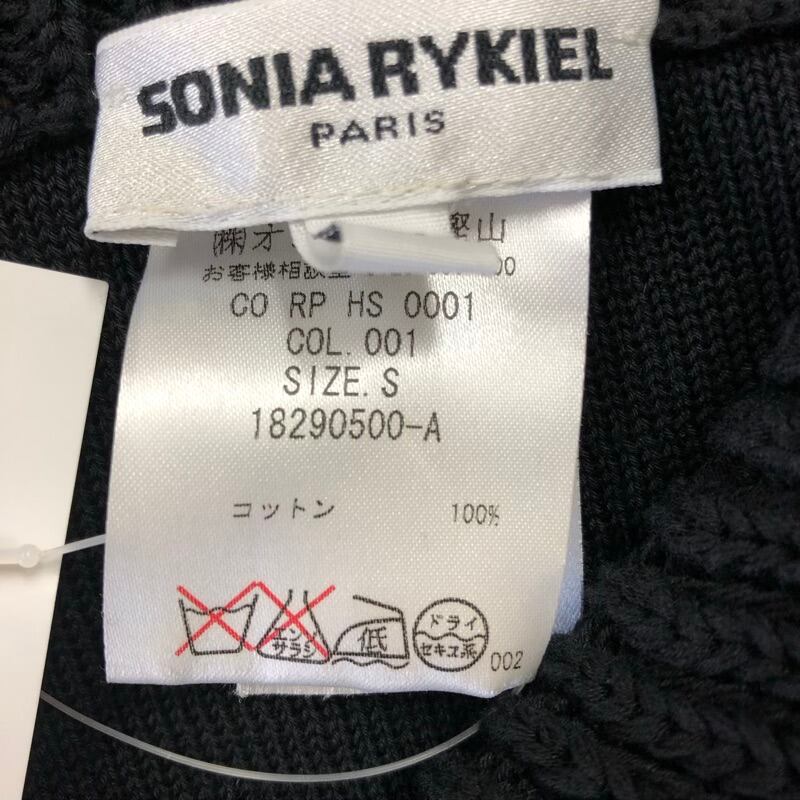 SONIA RYKIEL
PARIS
㈱オ 山
お客様相談室 00
CO RP HS 0001
COL.001
SIZE.S
18290500-A
コットン 100%
エンソ サラシ
低
ドライ
セキユ系
002